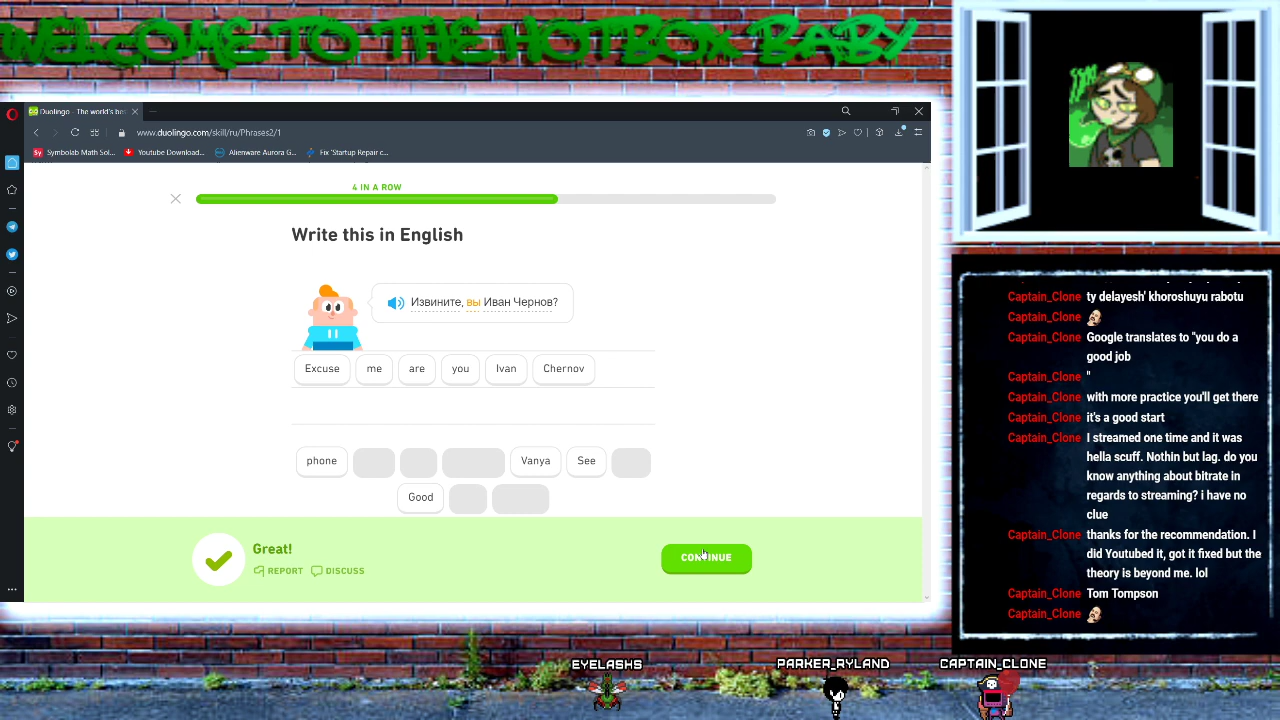 WELCOME TO THE HOTBOX BABY
Duolingo - The world's be
www.duolingo.com/skill/ru/Phrases2/1
Symbolab Math Sol...
Youtube Download...
Alienware Aurora G...
Fix 'Startup Repair c...
4 IN A ROW
Write this in English
Извините, вы Иван Чернов?
Excuse me are you Ivan Chernov
phone Vanya See
Good
Great!
REPORT DISCUSS
CONTINUE
ty delayesh' khoroshuyu rabotu
Captain_Clone
Captain_Clone
Captain_Clone Google translates to "you do a
good job
Captain_Clone "
Captain_Clone with more practice you'll get there
Captain_Clone it's a good start
Captain_Clone I streamed one time and it was
hella scuff. Nothin but lag. do you
know anything about bitrate in
regards to streaming? i have no
clue
Captain_Clone thanks for the recommendation. I
did Youtubed it, got it fixed but the
theory is beyond me. lol
Captain_Clone Tom Tompson
Captain_Clone
EYELASHS
PARKER_RYLAND
CAPTAIN_CLONE